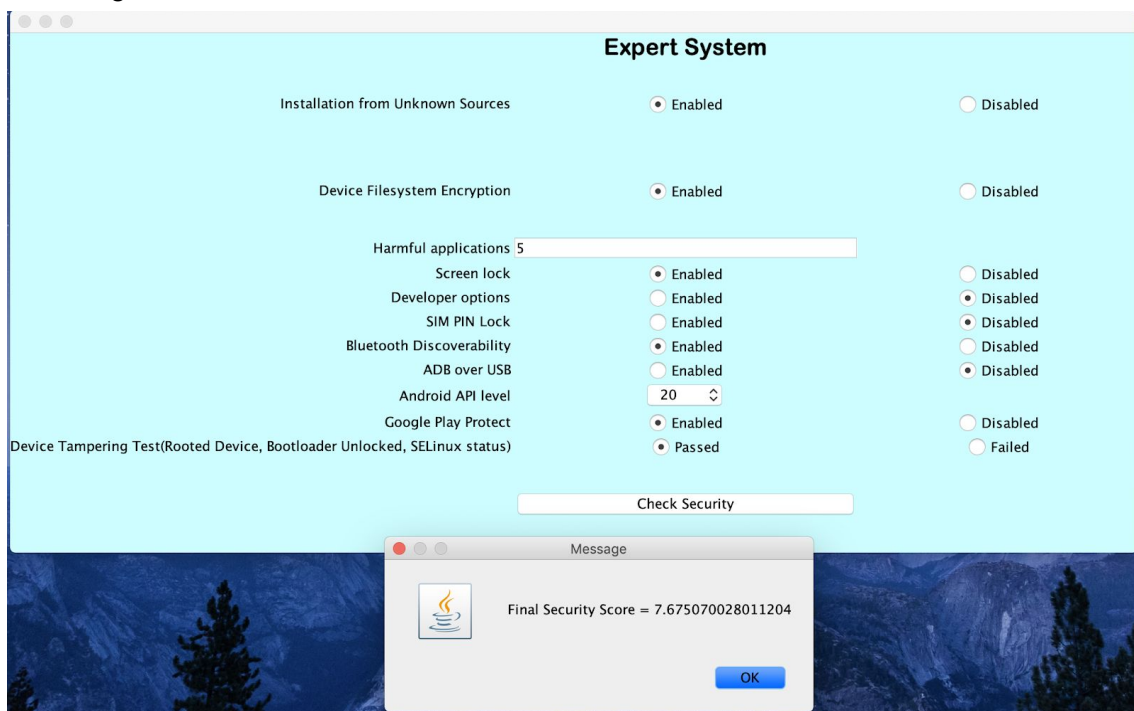 Expert System
Installation from Unknown Sources Enabled Disabled
Device Filesystem Encryption Enabled Disabled
Harmful applications 5
Screen lock Enabled Disabled
Developer options Enabled Disabled
SIM PIN Lock Enabled Disabled
Bluetooth Discoverability Enabled Disabled
ADB over USB Enabled Disabled
Android API level 20
Google Play Protect Enabled Disabled
Device Tampering Test(Rooted Device, Bootloader Unlocked, SELinux status) Passed Failed
Check Security
Message
Final Security Score = 7.675070028011204
OK